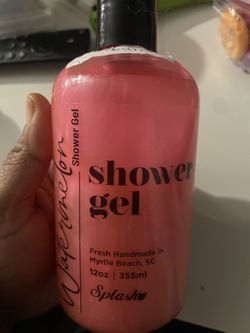 Watermelon
Shower Gel
shower
gel
Fresh Handmade in
Myrtle Beach, SC
12oz | 355ml
Splash